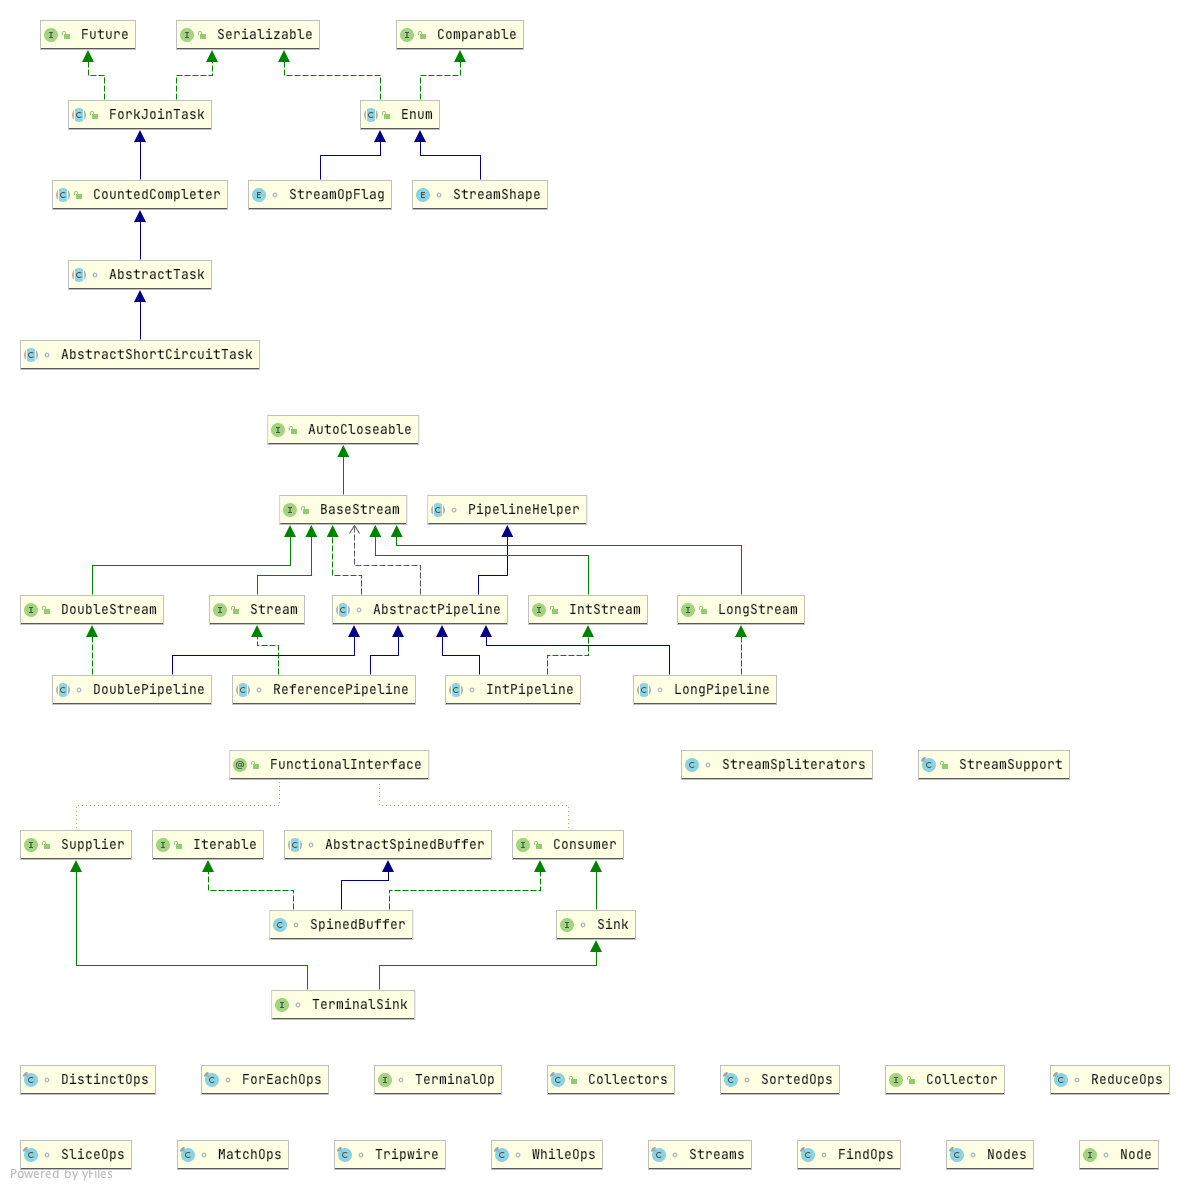 Future
Serializable
Comparable
ForkJoinTask
Enum
CountedCompleter
StreamOpFlag
StreamShape
AbstractTask
AbstractShortCircuitTask
AutoCloseable
BaseStream
PipelineHelper
DoubleStream
Stream
AbstractPipeline
IntStream
LongStream
DoublePipeline
ReferencePipeline
IntPipeline
LongPipeline
FunctionalInterface
StreamSpliterators
StreamSupport
Supplier
Iterable
AbstractSpinedBuffer
Consumer
SpinedBuffer
Sink
TerminalSink
DistinctOps
ForEachOps
TerminalOp
Collectors
SortedOps
Collector
ReduceOps
SliceOps
MatchOps
Tripwire
WhileOps
Streams
FindOps
Nodes
Node
Powered by yFiles